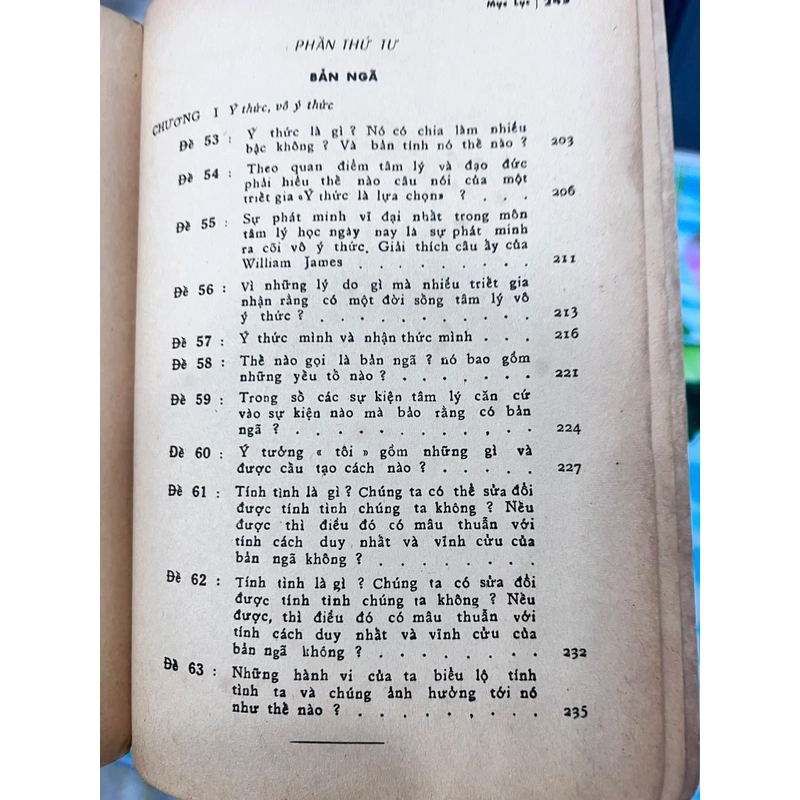 Mục Lục | 243
PHẦN THỨ TƯ
BẢN NGÃ
CHƯƠNG I Ý thức, vô ý thức
Đề 53 : Ý thức là gì ? Nó có chia làm nhiều
bậc không ? Và bản tính nó thế nào ? 203
Đề 54 : Theo quan điểm tâm lý và đạo đức
phải hiểu thế nào câu nói của một
triết gia «Ý thức là lựa chọn» ? . . . 206
Đề 55 : Sự phát minh vĩ đại nhất trong môn
tâm lý học ngày nay là sự phát minh
ra cõi vô ý thức. Giải thích câu ấy của
William James . . . . . . . . 211
Đề 56 : Vì những lý do gì mà nhiều triết gia
nhận rằng có một đời sống tâm lý vô
ý thức ? . . . . . . . . . . 213
Đề 57 : Ý thức mình và nhận thức mình . . . 216
Đề 58 : Thế nào gọi là bản ngã ? nó bao gồm
những yếu tố nào ? . . . . . . 221
Đề 59 : Trong số các sự kiện tâm lý căn cứ
vào sự kiện nào mà bảo rằng có bản
ngã ? . . . . . . . . . . . 224
Đề 60 : Ý tưởng « tôi » gồm những gì và
được cấu tạo cách nào ? . . . . . 227
Đề 61 : Tính tình là gì ? Chúng ta có thể sửa đổi
được tính tình chúng ta không ? Nếu
được thì điều đó có mâu thuẫn với
tính cách duy nhất và vĩnh cửu của
bản ngã không ? . . . . . . . .
Đề 62 : Tính tình là gì ? Chúng ta có sửa đổi
được tính tình chúng ta không ? Nếu
được, thì điều đó có mâu thuẫn với
tính cách duy nhất và vĩnh cửu của
bản ngã không ? . . . . . . . . 232
Đề 63 : Những hành vi của ta biểu lộ tính
tình ta và chúng ảnh hưởng tới nó
như thế nào ? . . . . . . . . . 235